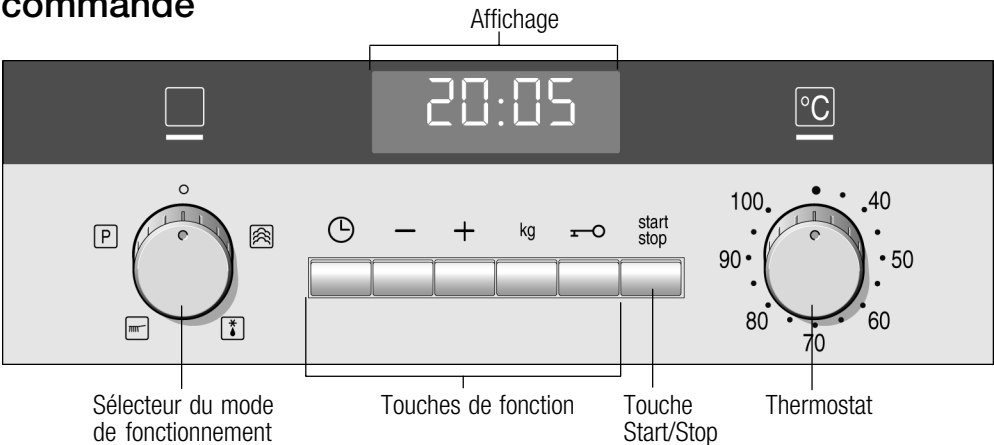 commande
Affichage
20:05
°C
P
kg
start
stop
40
50
60
70
80
90
100
Sélecteur du mode
de fonctionnement
Touches de fonction
Touche
Start/Stop
Thermostat